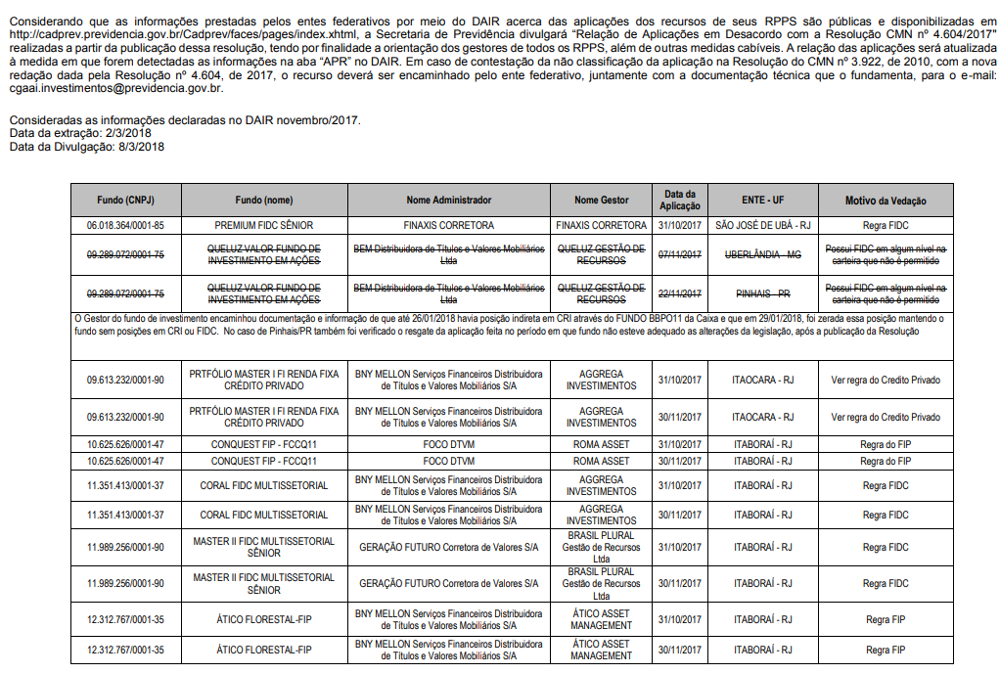 Considerando que as informações prestadas pelos entes federativos por meio do DAIR acerca das aplicações dos recursos de seus RPPS são públicas e disponibilizadas em
http://cadprev.previdencia.gov.br/Cadprev/faces/pages/index.xhtml, a Secretaria de Previdência divulgará “Relação de Aplicações em Desacordo com a Resolução CMN nº 4.604/2017"
realizadas a partir da publicação dessa resolução, tendo por finalidade a orientação dos gestores de todos os RPPS, além de outras medidas cabíveis. A relação das aplicações será atualizada
à medida em que forem detectadas as informações na aba “APR” no DAIR. Em caso de contestação da não classificação da aplicação na Resolução do CMN nº 3.922, de 2010, com a nova
redação dada pela Resolução nº 4.604, de 2017, o recurso deverá ser encaminhado pelo ente federativo, juntamente com a documentação técnica que o fundamenta, para o e-mail:
cgaai.investimentos@previdencia.gov.br.
Consideradas as informações declaradas no DAIR novembro/2017.
Data da extração: 2/3/2018
Data da Divulgação: 8/3/2018
Fundo (CNPJ) Fundo (nome) Nome Administrador Nome Gestor Data da Aplicação ENTE - UF Motivo da Vedação
06.018.364/0001-85 PREMIUM FIDC SÊNIOR FINAXIS CORRETORA FINAXIS CORRETORA 31/10/2017 SÃO JOSÉ DE UBÁ - RJ Regra FIDC
09.289.072/0001-75 QUELUZ VALOR FUNDO DE INVESTIMENTO EM AÇÕES BEM Distribuidora de Títulos e Valores Mobiliários Ltda QUELUZ GESTÃO DE RECURSOS 07/11/2017 UBERLÂNDIA - MG Possui FIDC em algum nível na carteira que não é permitido
09.289.072/0001-75 QUELUZ VALOR FUNDO DE INVESTIMENTO EM AÇÕES BEM Distribuidora de Títulos e Valores Mobiliários Ltda QUELUZ GESTÃO DE RECURSOS 22/11/2017 PINHAIS - PR Possui FIDC em algum nível na carteira que não é permitido
O Gestor do fundo de investimento encaminhou documentação e informação de que até 26/01/2018 havia posição indireta em CRI através do FUNDO BBPO11 da Caixa e que em 29/01/2018, foi zerada essa posição mantendo o
fundo sem posições em CRI ou FIDC. No caso de Pinhais/PR também foi verificado o resgate da aplicação feita no período em que fundo não esteve adequado as alterações da legislação, após a publicação da Resolução
09.613.232/0001-90 PRTFÓLIO MASTER I FI RENDA FIXA CRÉDITO PRIVADO BNY MELLON Serviços Financeiros Distribuidora de Títulos e Valores Mobiliários S/A AGGREGA INVESTIMENTOS 31/10/2017 ITAOCARA - RJ Ver regra do Credito Privado
09.613.232/0001-90 PRTFÓLIO MASTER I FI RENDA FIXA CRÉDITO PRIVADO BNY MELLON Serviços Financeiros Distribuidora de Títulos e Valores Mobiliários S/A AGGREGA INVESTIMENTOS 30/11/2017 ITAOCARA - RJ Ver regra do Credito Privado
10.625.626/0001-47 CONQUEST FIP - FCCQ11 FOCO DTVM ROMA ASSET 31/10/2017 ITABORAÍ - RJ Regra do FIP
10.625.626/0001-47 CONQUEST FIP - FCCQ11 FOCO DTVM ROMA ASSET 30/11/2017 ITABORAÍ - RJ Regra do FIP
11.351.413/0001-37 CORAL FIDC MULTISSETORIAL BNY MELLON Serviços Financeiros Distribuidora de Títulos e Valores Mobiliários S/A AGGREGA INVESTIMENTOS 31/10/2017 ITABORAÍ - RJ Regra FIDC
11.351.413/0001-37 CORAL FIDC MULTISSETORIAL BNY MELLON Serviços Financeiros Distribuidora de Títulos e Valores Mobiliários S/A AGGREGA INVESTIMENTOS 30/11/2017 ITABORAÍ - RJ Regra FIDC
11.989.256/0001-90 MASTER II FIDC MULTISSETORIAL SÊNIOR GERAÇÃO FUTURO Corretora de Valores S/A BRASIL PLURAL Gestão de Recursos Ltda 31/10/2017 ITABORAÍ - RJ Regra FIDC
11.989.256/0001-90 MASTER II FIDC MULTISSETORIAL SÊNIOR GERAÇÃO FUTURO Corretora de Valores S/A BRASIL PLURAL Gestão de Recursos Ltda 30/11/2017 ITABORAÍ - RJ Regra FIDC
12.312.767/0001-35 ÁTICO FLORESTAL-FIP BNY MELLON Serviços Financeiros Distribuidora de Títulos e Valores Mobiliários S/A ÁTICO ASSET MANAGEMENT 31/10/2017 ITABORAÍ - RJ Regra FIP
12.312.767/0001-35 ÁTICO FLORESTAL-FIP BNY MELLON Serviços Financeiros Distribuidora de Títulos e Valores Mobiliários S/A ÁTICO ASSET MANAGEMENT 30/11/2017 ITABORAÍ - RJ Regra FIP